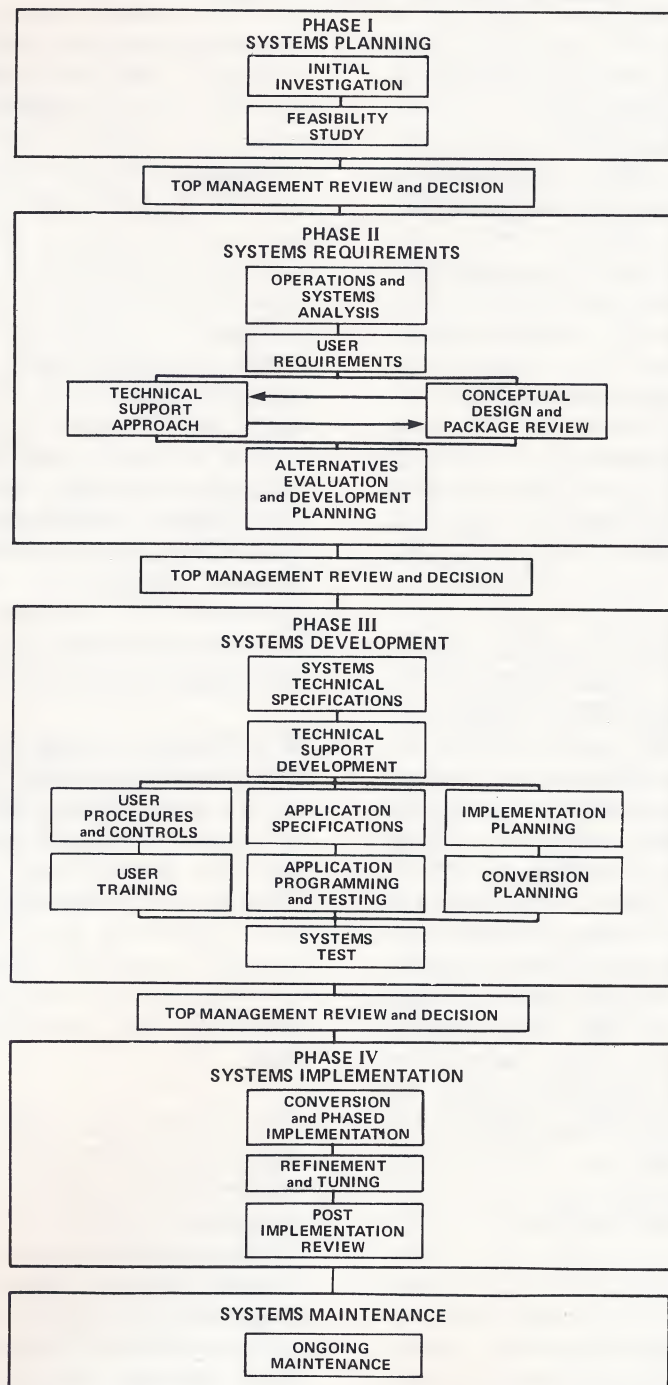 PHASE I
SYSTEMS PLANNING
INITIAL
INVESTIGATION
FEASIBILITY
STUDY
TOP MANAGEMENT REVIEW and DECISION
PHASE II
SYSTEMS REQUIREMENTS
OPERATIONS and
SYSTEMS
ANALYSIS
USER
REQUIREMENTS
TECHNICAL
SUPPORT
APPROACH
CONCEPTUAL
DESIGN and
PACKAGE REVIEW
ALTERNATIVES
EVALUATION
and DEVELOPMENT
PLANNING
TOP MANAGEMENT REVIEW and DECISION
PHASE III
SYSTEMS DEVELOPMENT
SYSTEMS
TECHNICAL
SPECIFICATIONS
TECHNICAL
SUPPORT
DEVELOPMENT
USER
PROCEDURES
and CONTROLS
APPLICATION
SPECIFICATIONS
IMPLEMENTATION
PLANNING
USER
TRAINING
APPLICATION
PROGRAMMING
and TESTING
CONVERSION
PLANNING
SYSTEMS
TEST
TOP MANAGEMENT REVIEW and DECISION
PHASE IV
SYSTEMS IMPLEMENTATION
CONVERSION
and PHASED
IMPLEMENTATION
REFINEMENT
and TUNING
POST
IMPLEMENTATION
REVIEW
SYSTEMS MAINTENANCE
ONGOING
MAINTENANCE